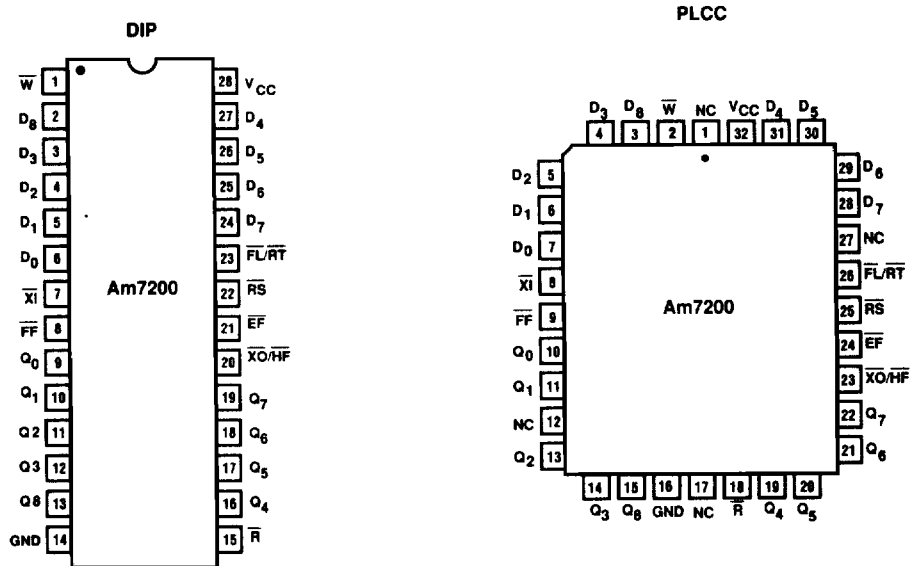 DIP
W̅ 1
D8 2
D3 3
D2 4
D1 5
D0 6
X̅I̅ 7
F̅F̅ 8
Q0 9
Q1 10
Q2 11
Q3 12
Q8 13
GND 14
Am7200
28 VCC
27 D4
26 D5
25 D6
24 D7
23 F̅L̅/R̅T̅
22 R̅S̅
21 E̅F̅
20 X̅O̅/H̅F̅
19 Q7
18 Q6
17 Q5
16 Q4
15 R̅
PLCC
D3 D8 W̅ NC VCC D4 D5
4 3 2 1 32 31 30
D2 5
D1 6
D0 7
X̅I̅ 8
F̅F̅ 9
Q0 10
Q1 11
NC 12
Q2 13
Am7200
29 D6
28 D7
27 NC
26 F̅L̅/R̅T̅
25 R̅S̅
24 E̅F̅
23 X̅O̅/H̅F̅
22 Q7
21 Q6
14 15 16 17 18 19 20
Q3 Q8 GND NC R̅ Q4 Q5